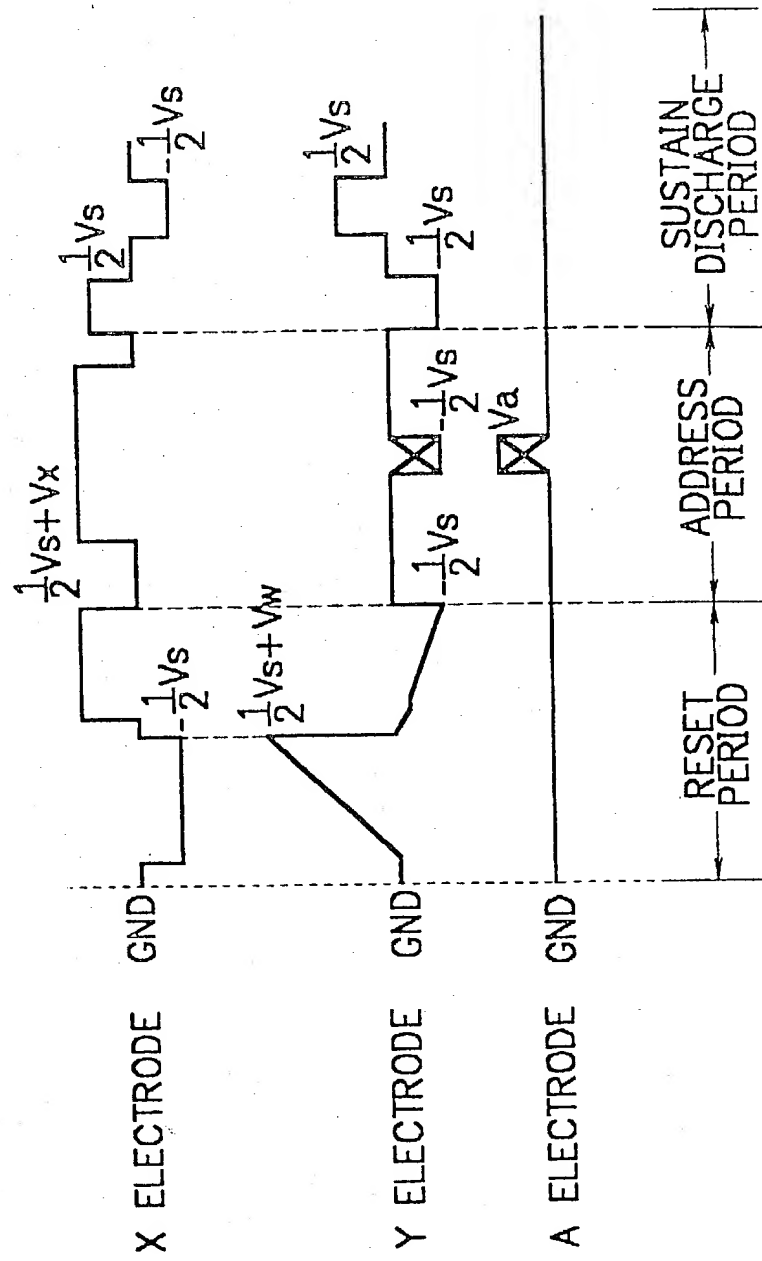 X ELECTRODE GND
-1/2Vs
1/2Vs+Vx
1/2Vs
-1/2Vs
Y ELECTRODE GND
1/2Vs+Vw
-1/2Vs
-1/2Vs
-1/2Vs
1/2Vs
A ELECTRODE GND
Va
RESET
PERIOD
ADDRESS
PERIOD
SUSTAIN
DISCHARGE
PERIOD